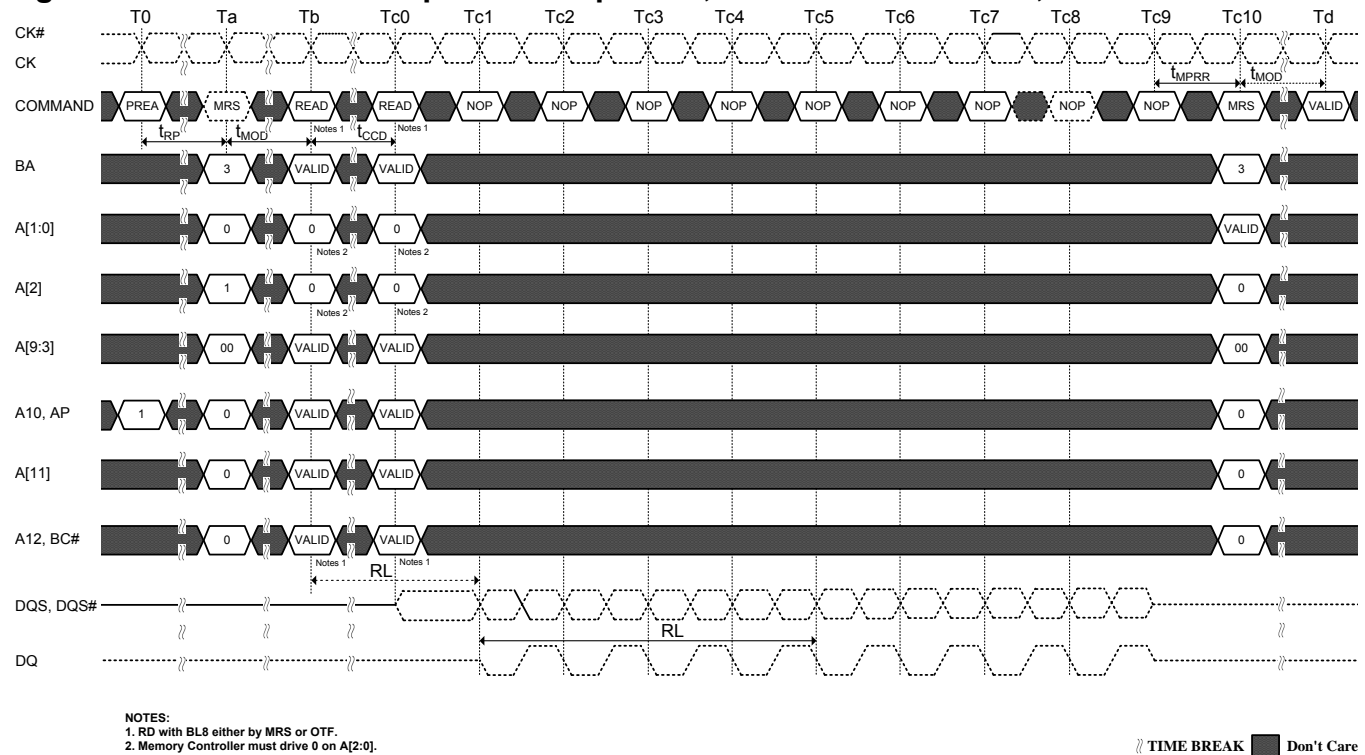 T0 Ta Tb Tc0 Tc1 Tc2 Tc3 Tc4 Tc5 Tc6 Tc7 Tc8 Tc9 Tc10 Td
CK#
CK
tMPRR tMOD
COMMAND PREA MRS READ READ NOP NOP NOP NOP NOP NOP NOP NOP NOP MRS VALID
tRP tMOD Notes 1 tCCD Notes 1
BA 3 VALID VALID 3
A[1:0] 0 0 0 VALID
Notes 2 Notes 2
A[2] 1 0 0 0
Notes 2 Notes 2
A[9:3] 00 VALID VALID 00
A10, AP 1 0 VALID VALID 0
A[11] 0 VALID VALID 0
A12, BC# 0 VALID VALID 0
Notes 1 Notes 1
RL
DQS, DQS#
RL
DQ
NOTES:
1. RD with BL8 either by MRS or OTF.
2. Memory Controller must drive 0 on A[2:0].
TIME BREAK Don't Care